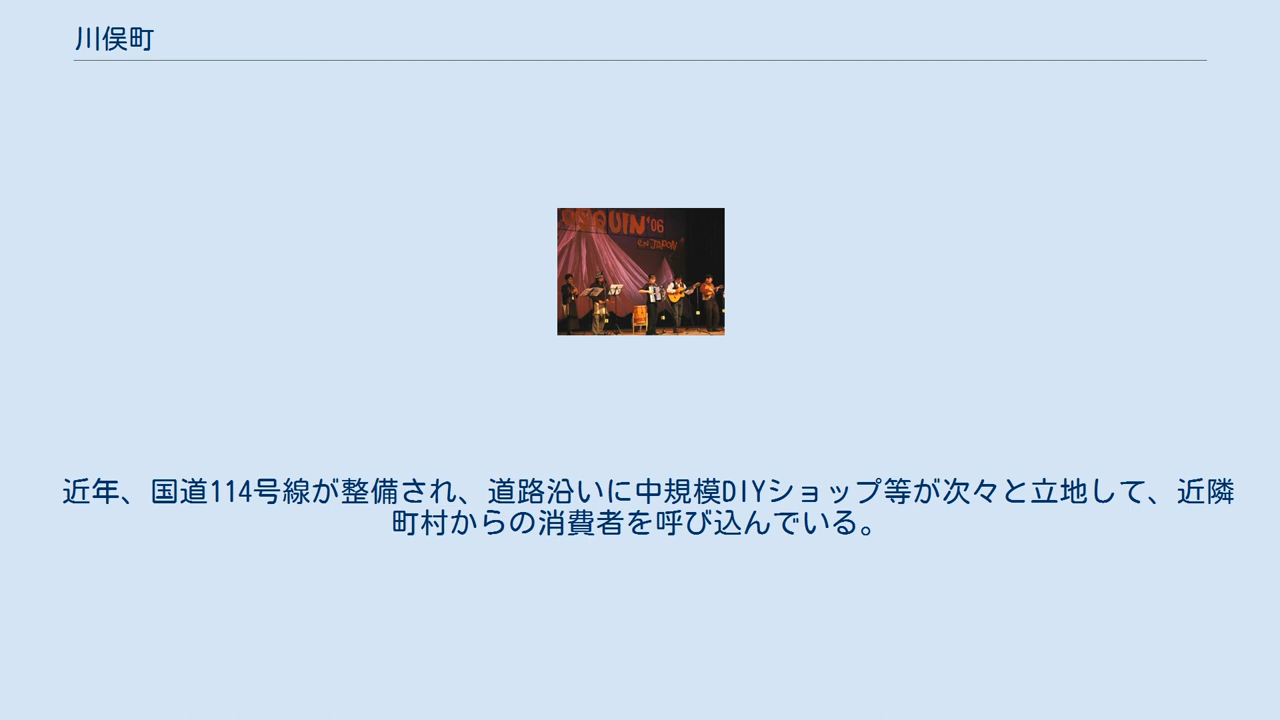 川俣町
'06
EN JAPON
近年、国道114号線が整備され、道路沿いに中規模DIYショップ等が次々と立地して、近隣
町村からの消費者を呼び込んでいる。